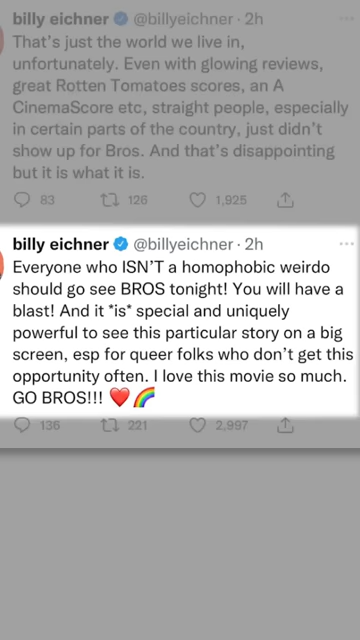 billy eichner @billyeichner · 2h
That's just the world we live in,
unfortunately. Even with glowing reviews,
great Rotten Tomatoes scores, an A
CinemaScore etc, straight people, especially
in certain parts of the country, just didn't
show up for Bros. And that's disappointing
but it is what it is.
83 126 1,925
billy eichner @billyeichner · 2h
Everyone who ISN'T a homophobic weirdo
should go see BROS tonight! You will have a
blast! And it *is* special and uniquely
powerful to see this particular story on a big
screen, esp for queer folks who don't get this
opportunity often. I love this movie so much.
GO BROS!!! ❤️🌈
136 221 2,997